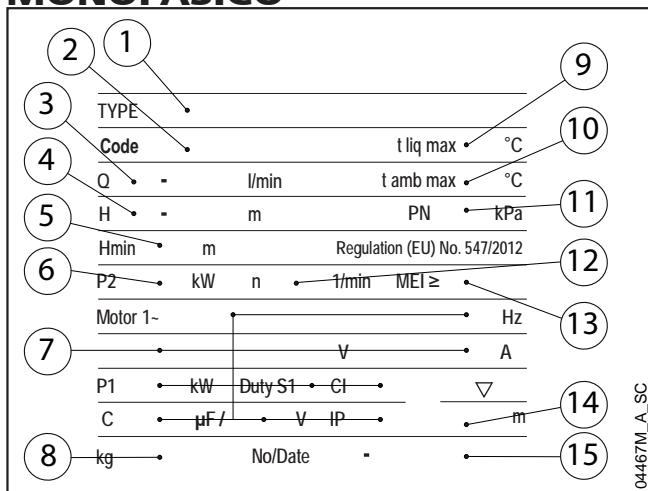 1
2
9
3
TYPE
10
Code t liq max °C
4
Q - l/min t amb max °C
11
H - m PN kPa
5
Hmin m Regulation (EU) No. 547/2012
6
12
P2 kW n 1/min MEI ≥
13
Motor 1~ Hz
7
V A
P1 kW Duty S1 Cl ▽
14
C µF / V IP m
8
15
kg No/Date -
04467M_A_SC